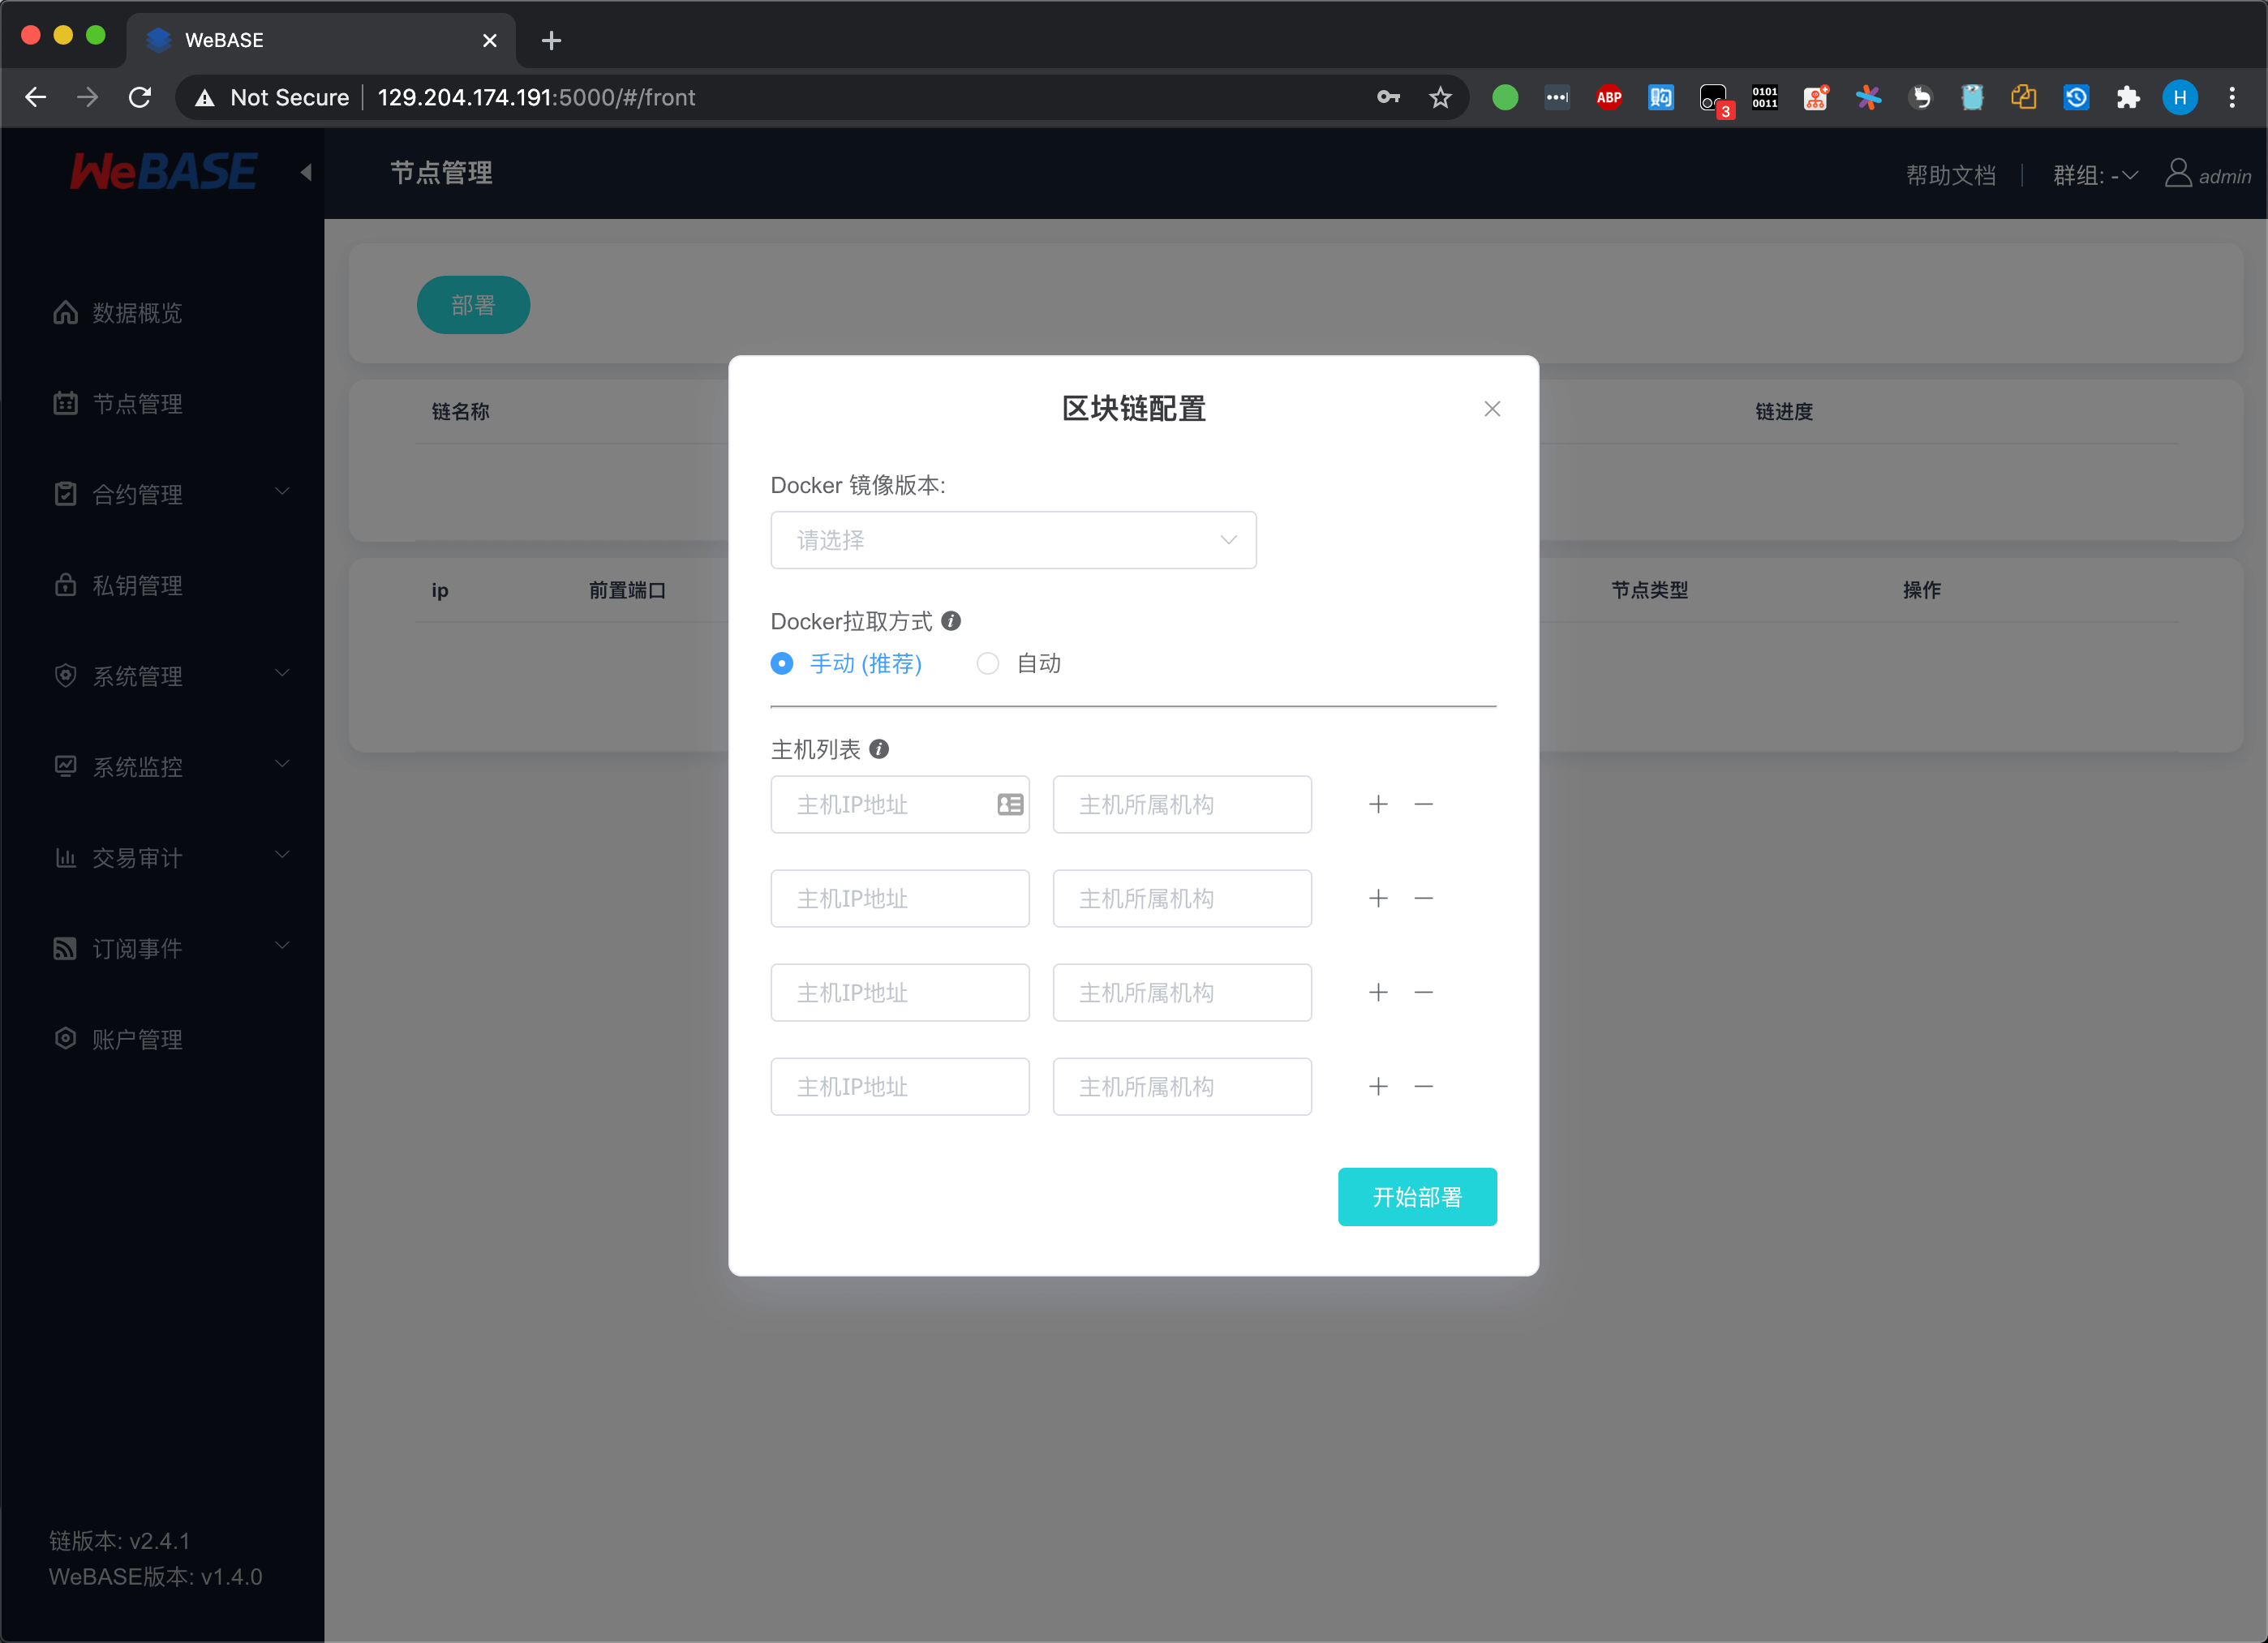 WeBASE
Not Secure
129.204.174.191:5000/#/front
ABP
购
3
0101
0011
H
WeBASE
节点管理
帮助文档
群组: -
admin
数据概览
节点管理
合约管理
私钥管理
系统管理
系统监控
交易审计
订阅事件
账户管理
链版本: v2.4.1
WeBASE版本: v1.4.0
部署
链名称
链进度
ip
前置端口
节点类型
操作
区块链配置
Docker 镜像版本:
请选择
Docker拉取方式
手动 (推荐)
自动
主机列表
主机IP地址 主机所属机构
主机IP地址 主机所属机构
主机IP地址 主机所属机构
主机IP地址 主机所属机构
开始部署